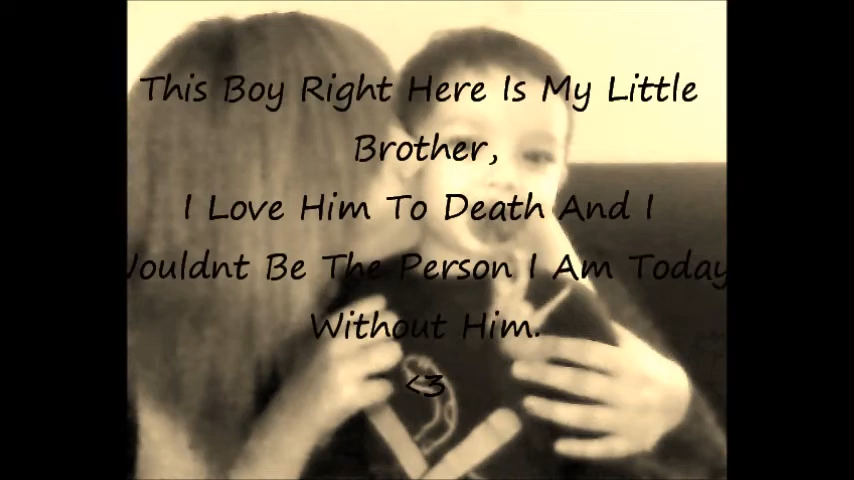 This Boy Right Here Is My Little
Brother,
I Love Him To Death And I
Wouldnt Be The Person I Am Today
Without Him.
<3